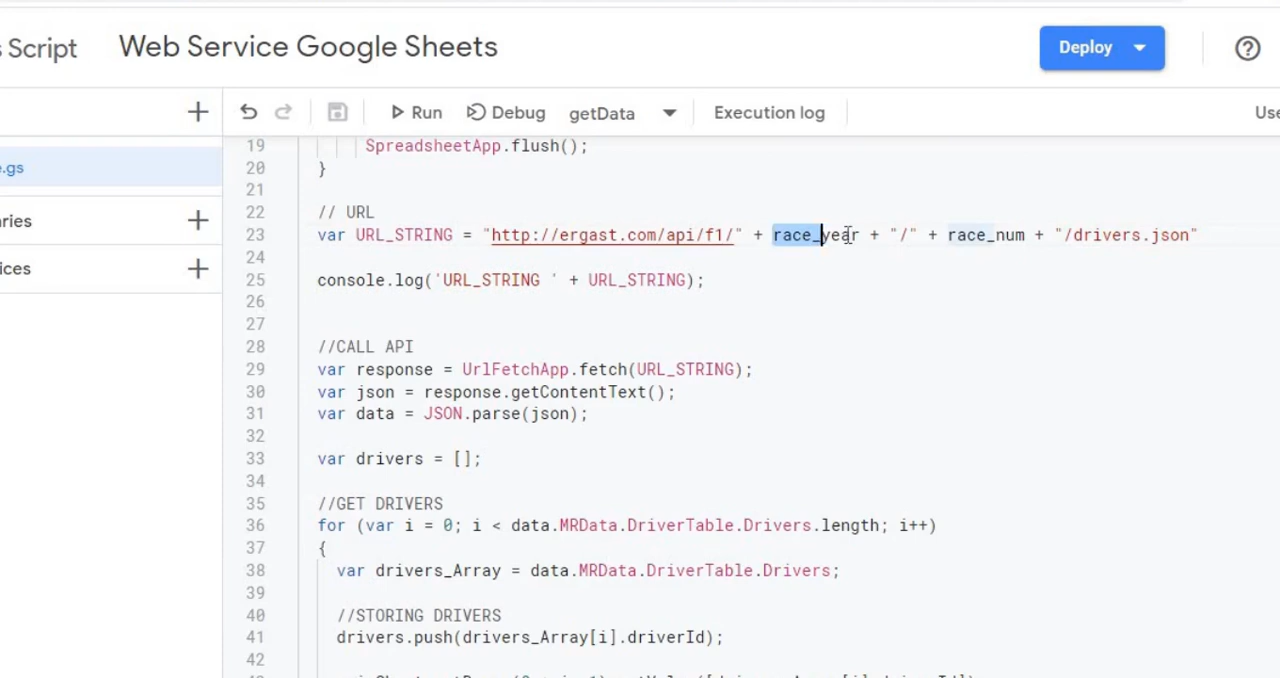 s Script Web Service Google Sheets Deploy
Run Debug getData Execution log Use
e.gs
ries
ices
19 SpreadsheetApp.flush();
20 }
21
22 // URL
23 var URL_STRING = "http://ergast.com/api/f1/" + race_year + "/" + race_num + "/drivers.json"
24
25 console.log('URL_STRING ' + URL_STRING);
26
27
28 //CALL API
29 var response = UrlFetchApp.fetch(URL_STRING);
30 var json = response.getContentText();
31 var data = JSON.parse(json);
32
33 var drivers = [];
34
35 //GET DRIVERS
36 for (var i = 0; i < data.MRData.DriverTable.Drivers.length; i++)
37 {
38 var drivers_Array = data.MRData.DriverTable.Drivers;
39
40 //STORING DRIVERS
41 drivers.push(drivers_Array[i].driverId);
42